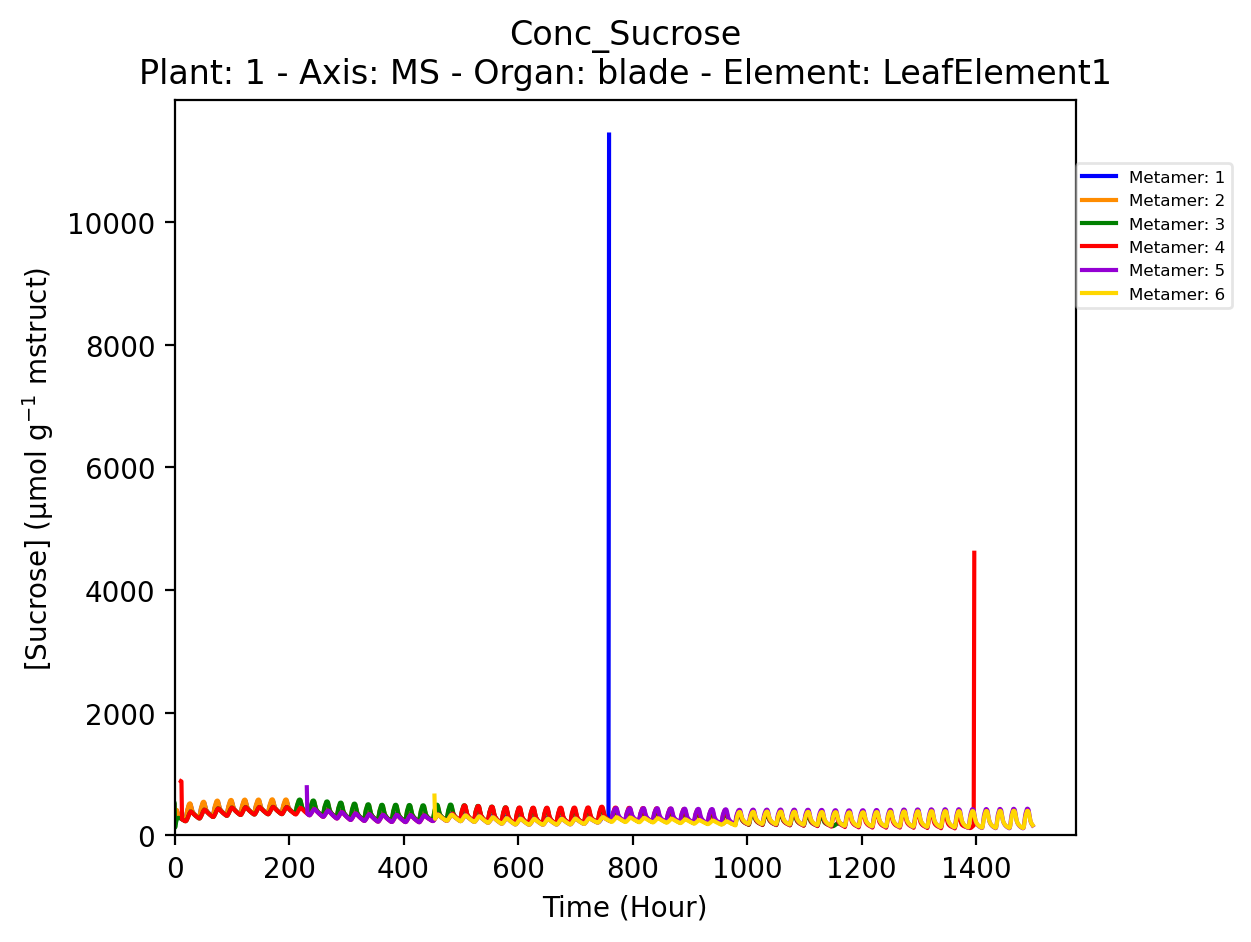 Conc_Sucrose
Plant: 1 - Axis: MS - Organ: blade - Element: LeafElement1
[Sucrose] (µmol g⁻¹ mstruct)
10000
8000
6000
4000
2000
0
0 200 400 600 800 1000 1200 1400
Time (Hour)
Metamer: 1
Metamer: 2
Metamer: 3
Metamer: 4
Metamer: 5
Metamer: 6